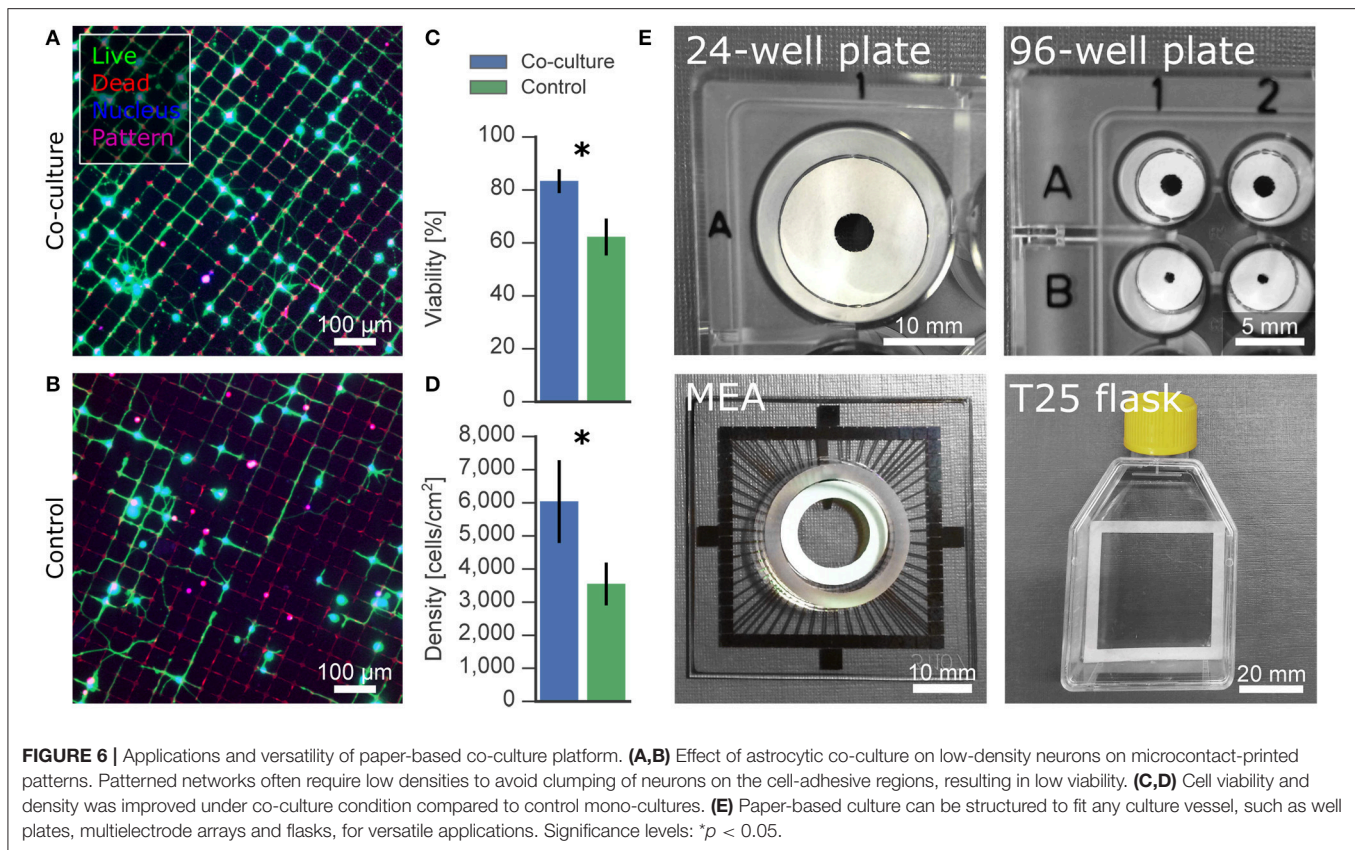 A
Live
Dead
Nucleus
Pattern
Co-culture
100 µm
B
Control
100 µm
C
Co-culture
Control
100
80
60
40
20
0
Viability [%]
*
D
8,000
7,000
6,000
5,000
4,000
3,000
2,000
1,000
0
Density [cells/cm²]
*
E
24-well plate
1
A
10 mm
96-well plate
1 2
A
B
5 mm
MEA
10 mm
T25 flask
20 mm
FIGURE 6 | Applications and versatility of paper-based co-culture platform. (A,B) Effect of astrocytic co-culture on low-density neurons on microcontact-printed
patterns. Patterned networks often require low densities to avoid clumping of neurons on the cell-adhesive regions, resulting in low viability. (C,D) Cell viability and
density was improved under co-culture condition compared to control mono-cultures. (E) Paper-based culture can be structured to fit any culture vessel, such as well
plates, multielectrode arrays and flasks, for versatile applications. Significance levels: *p < 0.05.